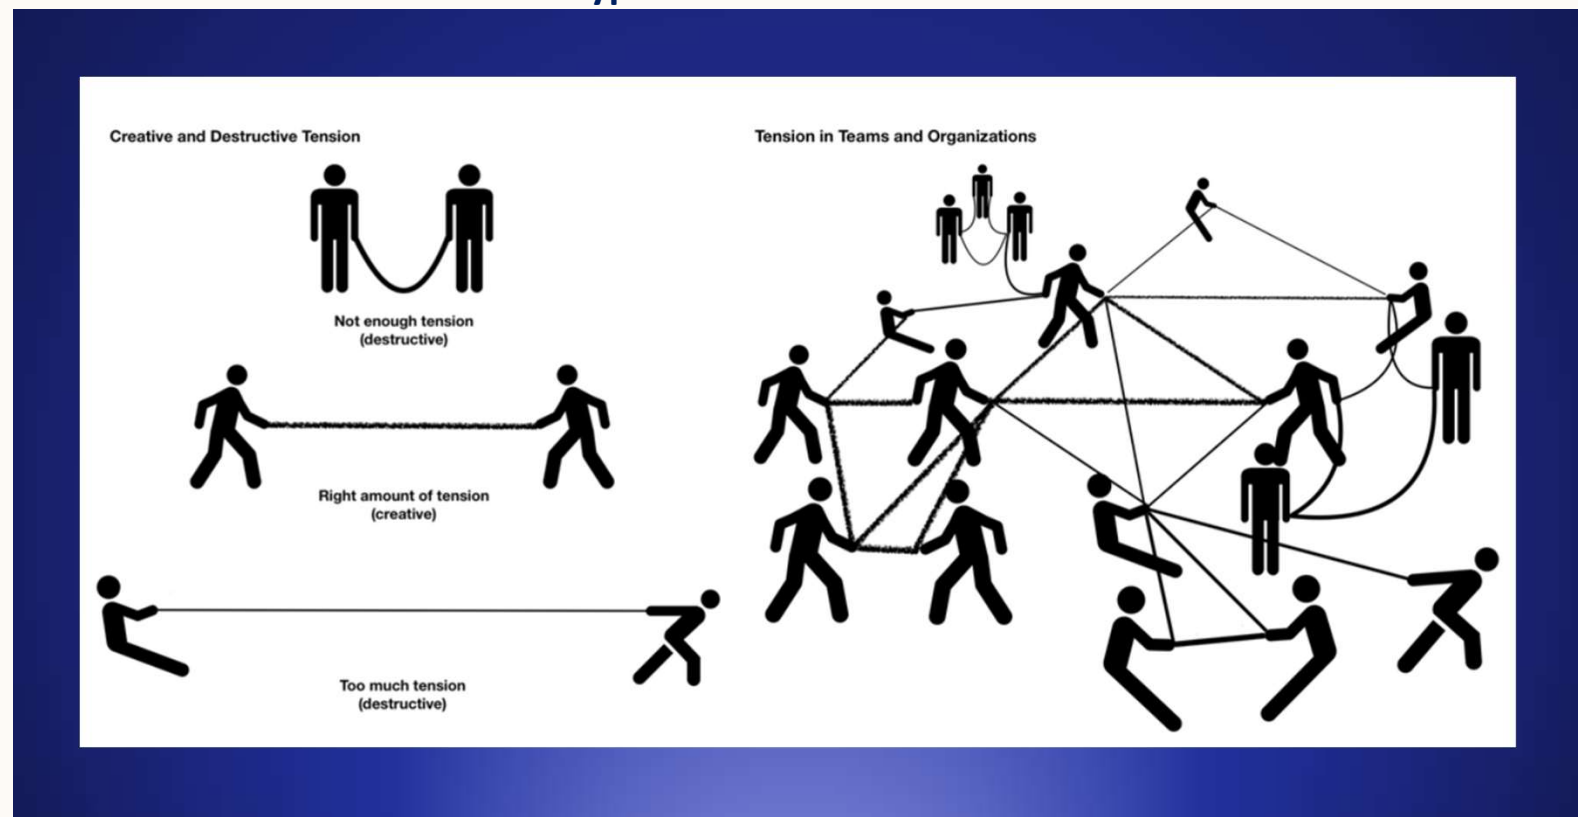 Creative and Destructive Tension
Not enough tension
(destructive)
Right amount of tension
(creative)
Too much tension
(destructive)
Tension in Teams and Organizations